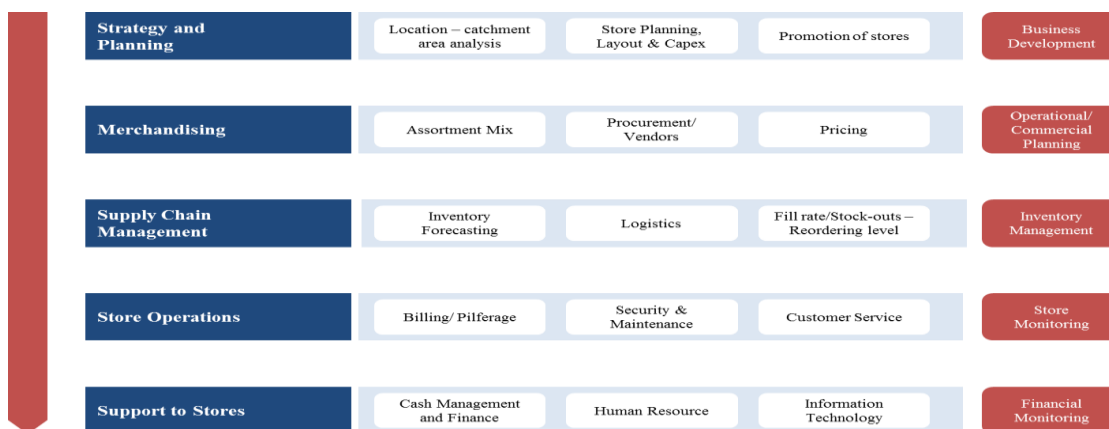 Strategy and
Planning
Location – catchment
area analysis
Store Planning,
Layout & Capex
Promotion of stores
Business
Development
Merchandising
Assortment Mix
Procurement/
Vendors
Pricing
Operational/
Commercial
Planning
Supply Chain
Management
Inventory
Forecasting
Logistics
Fill rate/Stock-outs –
Reordering level
Inventory
Management
Store Operations
Billing/ Pilferage
Security &
Maintenance
Customer Service
Store
Monitoring
Support to Stores
Cash Management
and Finance
Human Resource
Information
Technology
Financial
Monitoring